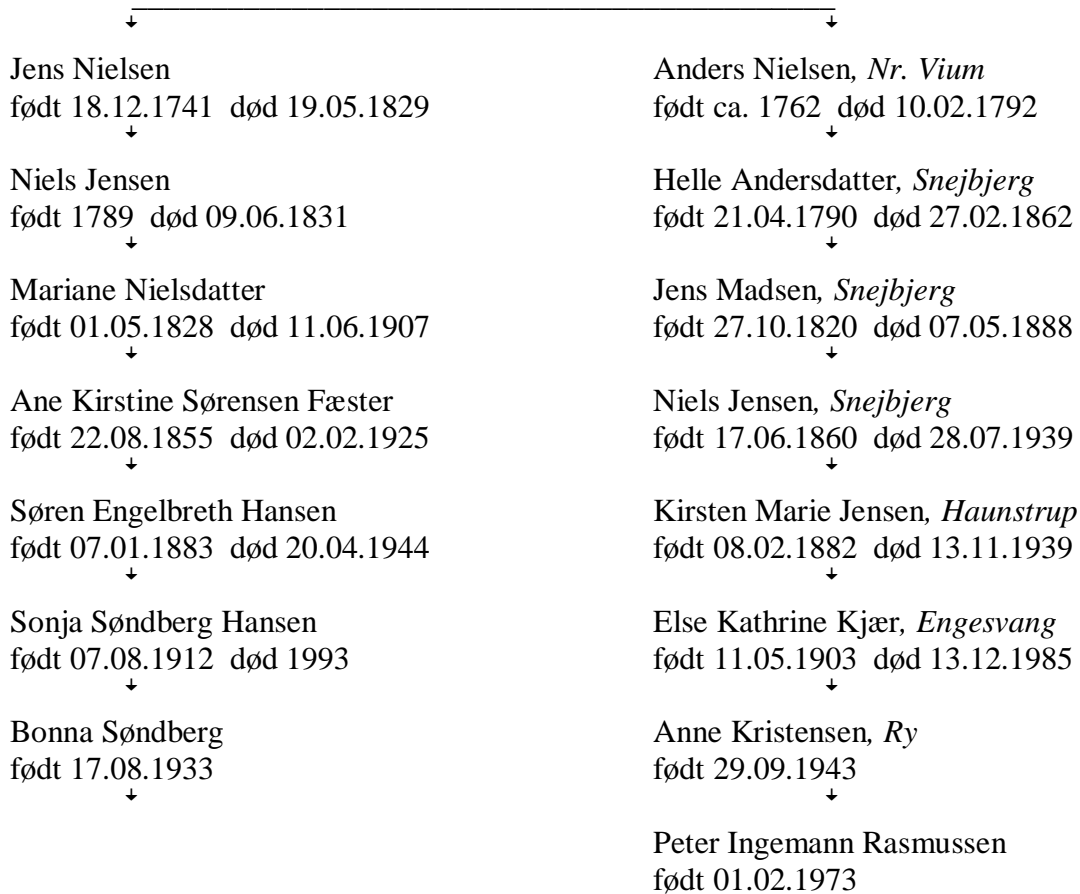 Jens Nielsen
født 18.12.1741 død 19.05.1829
Niels Jensen
født 1789 død 09.06.1831
Mariane Nielsdatter
født 01.05.1828 død 11.06.1907
Ane Kirstine Sørensen Fæster
født 22.08.1855 død 02.02.1925
Søren Engelbreth Hansen
født 07.01.1883 død 20.04.1944
Sonja Søndberg Hansen
født 07.08.1912 død 1993
Bonna Søndberg
født 17.08.1933
Anders Nielsen, Nr. Vium
født ca. 1762 død 10.02.1792
Helle Andersdatter, Snejbjerg
født 21.04.1790 død 27.02.1862
Jens Madsen, Snejbjerg
født 27.10.1820 død 07.05.1888
Niels Jensen, Snejbjerg
født 17.06.1860 død 28.07.1939
Kirsten Marie Jensen, Haunstrup
født 08.02.1882 død 13.11.1939
Else Kathrine Kjær, Engesvang
født 11.05.1903 død 13.12.1985
Anne Kristensen, Ry
født 29.09.1943
Peter Ingemann Rasmussen
født 01.02.1973